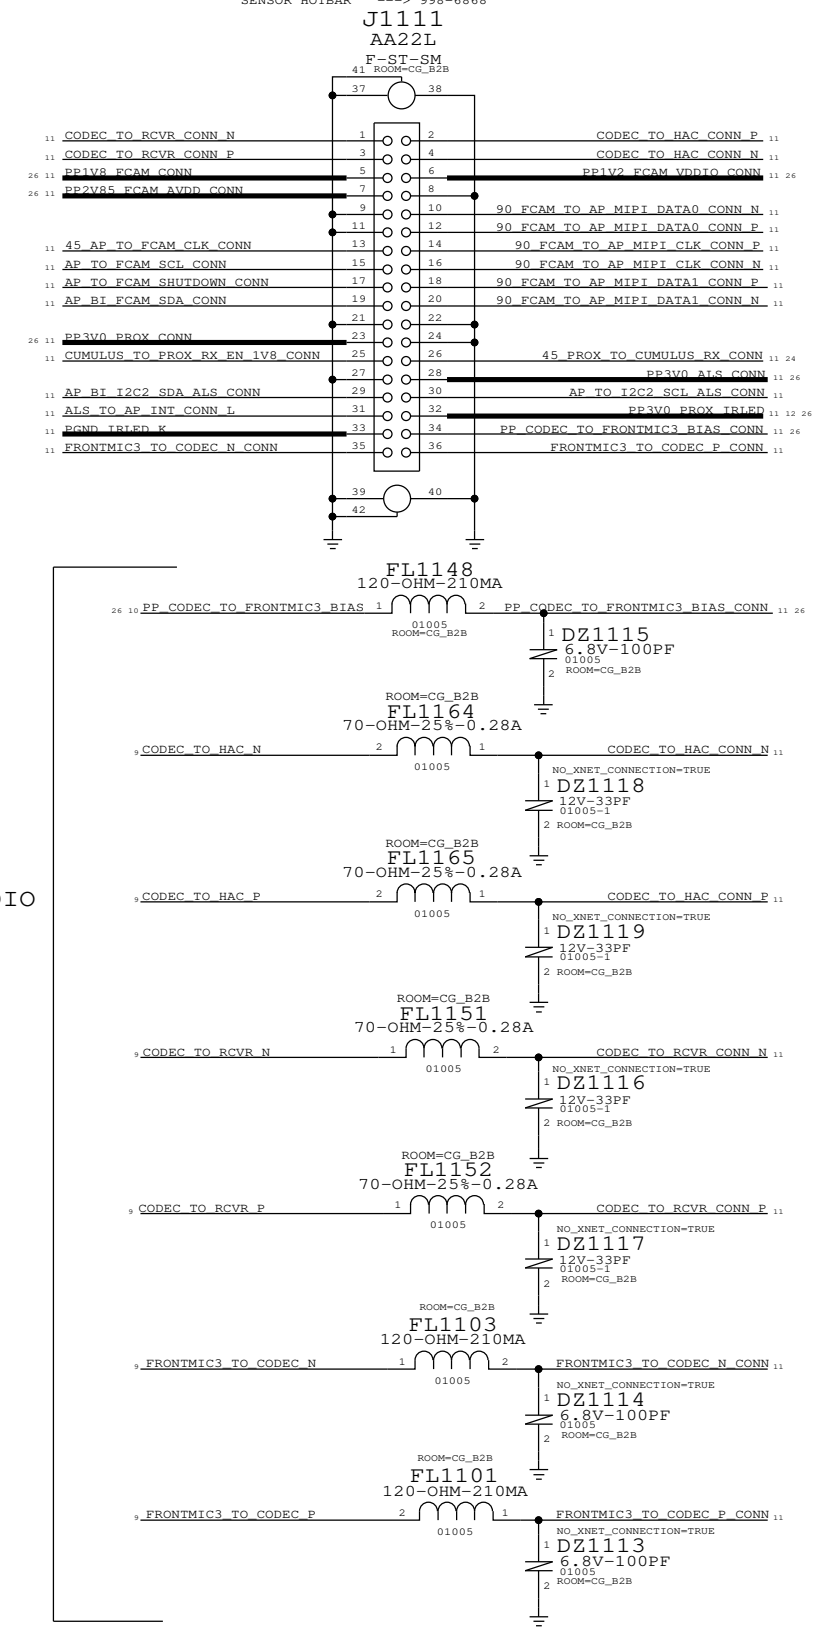 SENSOR HOTBAR ---> 998-6868
J1111
AA22L
F-ST-SM
41 ROOM=CG_B2B
37 38
11 CODEC_TO_RCVR_CONN_N 1 2 CODEC_TO_HAC_CONN_P 11
11 CODEC_TO_RCVR_CONN_P 3 4 CODEC_TO_HAC_CONN_N 11
26 11 PP1V8_FCAM_CONN 5 6 PP1V2_FCAM_VDDIO_CONN 11 26
26 11 PP2V85_FCAM_AVDD_CONN 7 8
9 10 90_FCAM_TO_AP_MIPI_DATA0_CONN_N 11
11 12 90_FCAM_TO_AP_MIPI_DATA0_CONN_P 11
11 45_AP_TO_FCAM_CLK_CONN 13 14 90_FCAM_TO_AP_MIPI_CLK_CONN_P 11
11 AP_TO_FCAM_SCL_CONN 15 16 90_FCAM_TO_AP_MIPI_CLK_CONN_N 11
11 AP_TO_FCAM_SHUTDOWN_CONN 17 18 90_FCAM_TO_AP_MIPI_DATA1_CONN_P 11
11 AP_BI_FCAM_SDA_CONN 19 20 90_FCAM_TO_AP_MIPI_DATA1_CONN_N 11
21 22
26 11 PP3V0_PROX_CONN 23 24
11 CUMULUS_TO_PROX_RX_EN_1V8_CONN 25 26 45_PROX_TO_CUMULUS_RX_CONN 11 24
27 28 PP3V0_ALS_CONN 11 26
11 AP_BI_I2C2_SDA_ALS_CONN 29 30 AP_TO_I2C2_SCL_ALS_CONN 11
11 ALS_TO_AP_INT_CONN_L 31 32 PP3V0_PROX_IRLED 11 12 26
11 PGND_IRLED_K 33 34 PP_CODEC_TO_FRONTMIC3_BIAS_CONN 11 26
11 FRONTMIC3_TO_CODEC_N_CONN 35 36 FRONTMIC3_TO_CODEC_P_CONN 11
39 40
42
FL1148
120-OHM-210MA
26 10 PP_CODEC_TO_FRONTMIC3_BIAS 1 2 PP_CODEC_TO_FRONTMIC3_BIAS_CONN 11 26
01005
ROOM=CG_B2B
1 DZ1115
6.8V-100PF
01005
2 ROOM=CG_B2B
ROOM=CG_B2B
FL1164
70-OHM-25%-0.28A
9 CODEC_TO_HAC_N 2 1 CODEC_TO_HAC_CONN_N 11
01005
NO_XNET_CONNECTION=TRUE
1 DZ1118
12V-33PF
01005-1
2 ROOM=CG_B2B
ROOM=CG_B2B
FL1165
70-OHM-25%-0.28A
9 CODEC_TO_HAC_P 2 1 CODEC_TO_HAC_CONN_P 11
01005
NO_XNET_CONNECTION=TRUE
1 DZ1119
12V-33PF
01005-1
2 ROOM=CG_B2B
ROOM=CG_B2B
FL1151
70-OHM-25%-0.28A
9 CODEC_TO_RCVR_N 1 2 CODEC_TO_RCVR_CONN_N 11
01005
NO_XNET_CONNECTION=TRUE
1 DZ1116
12V-33PF
01005-1
2 ROOM=CG_B2B
ROOM=CG_B2B
FL1152
70-OHM-25%-0.28A
9 CODEC_TO_RCVR_P 1 2 CODEC_TO_RCVR_CONN_P 11
01005
NO_XNET_CONNECTION=TRUE
1 DZ1117
12V-33PF
01005-1
2 ROOM=CG_B2B
ROOM=CG_B2B
FL1103
120-OHM-210MA
9 FRONTMIC3_TO_CODEC_N 1 2 FRONTMIC3_TO_CODEC_N_CONN 11
01005
NO_XNET_CONNECTION=TRUE
1 DZ1114
6.8V-100PF
01005
2 ROOM=CG_B2B
ROOM=CG_B2B
FL1101
120-OHM-210MA
9 FRONTMIC3_TO_CODEC_P 2 1 FRONTMIC3_TO_CODEC_P_CONN 11
01005
NO_XNET_CONNECTION=TRUE
1 DZ1113
6.8V-100PF
01005
2 ROOM=CG_B2B